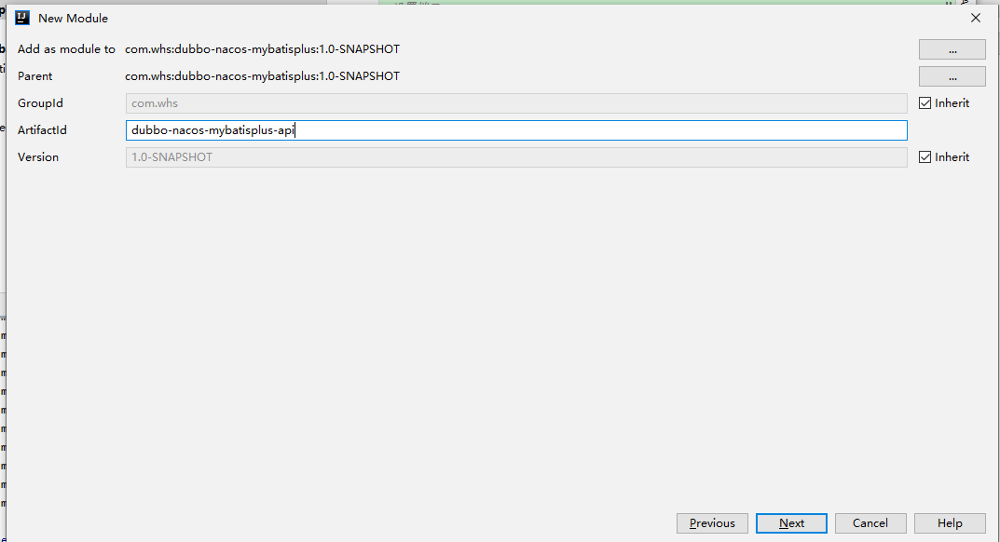 New Module
Add as module to com.whs:dubbo-nacos-mybatisplus:1.0-SNAPSHOT ...
Parent com.whs:dubbo-nacos-mybatisplus:1.0-SNAPSHOT ...
GroupId com.whs Inherit
ArtifactId dubbo-nacos-mybatisplus-api
Version 1.0-SNAPSHOT Inherit
Previous Next Cancel Help